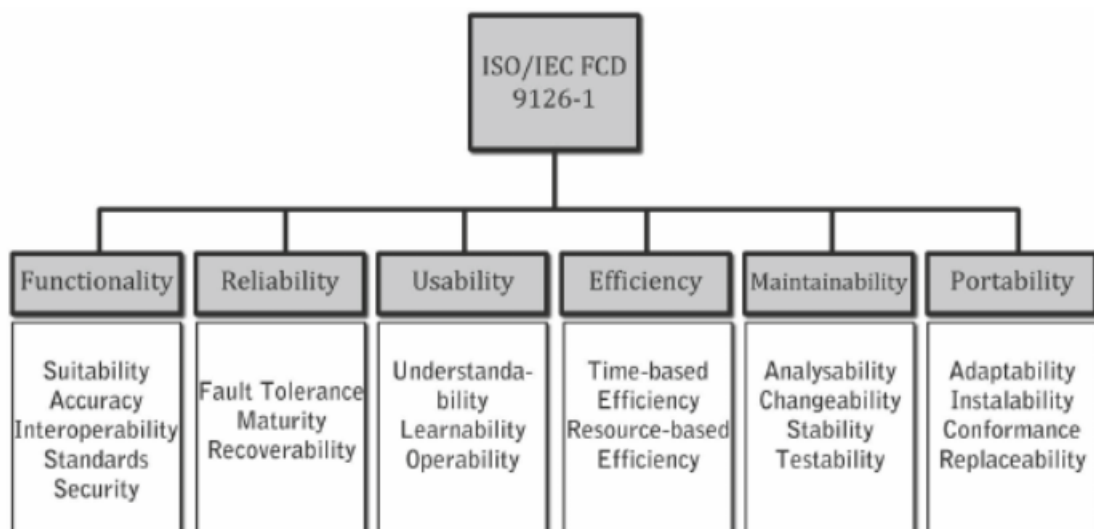 ISO/IEC FCD
9126-1
Functionality
Reliability
Usability
Efficiency
Maintainability
Portability
Suitability
Accuracy
Interoperability
Standards
Security
Fault Tolerance
Maturity
Recoverability
Understanda-
bility
Learnability
Operability
Time-based
Efficiency
Resource-based
Efficiency
Analysability
Changeability
Stability
Testability
Adaptability
Instalability
Conformance
Replaceability